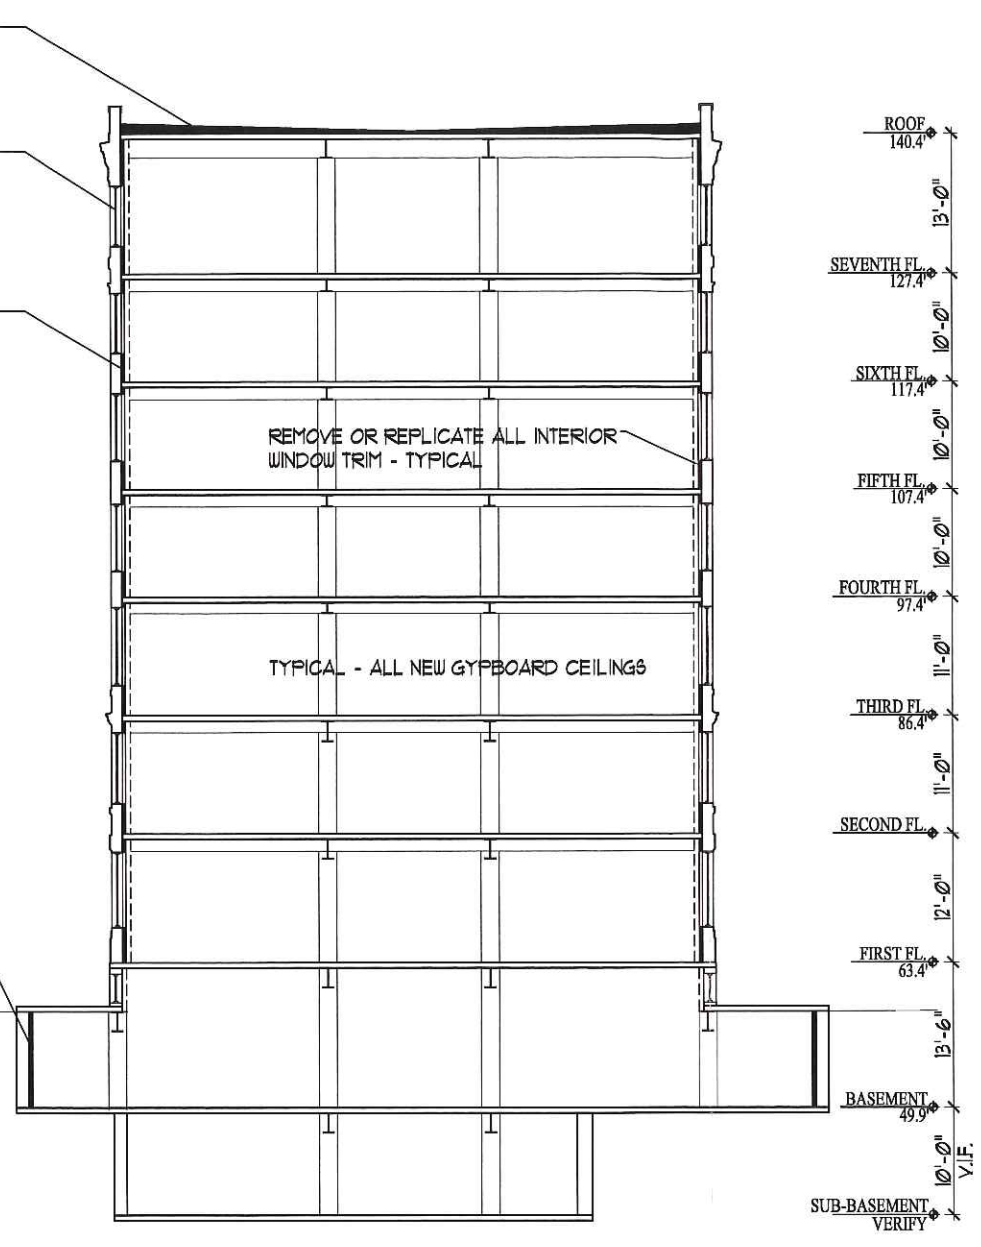 ROOF
140.4'
13'-0"
SEVENTH FL.
127.4'
10'-0"
SIXTH FL.
117.4'
10'-0"
REMOVE OR REPLICATE ALL INTERIOR
WINDOW TRIM - TYPICAL
FIFTH FL.
107.4'
10'-0"
FOURTH FL.
97.4'
11'-0"
TYPICAL - ALL NEW GYPBOARD CEILINGS
THIRD FL.
86.4'
11'-0"
SECOND FL.
12'-0"
FIRST FL.
63.4'
13'-6"
BASEMENT
49.9'
10'-0"
V.I.F.
SUB-BASEMENT
VERIFY